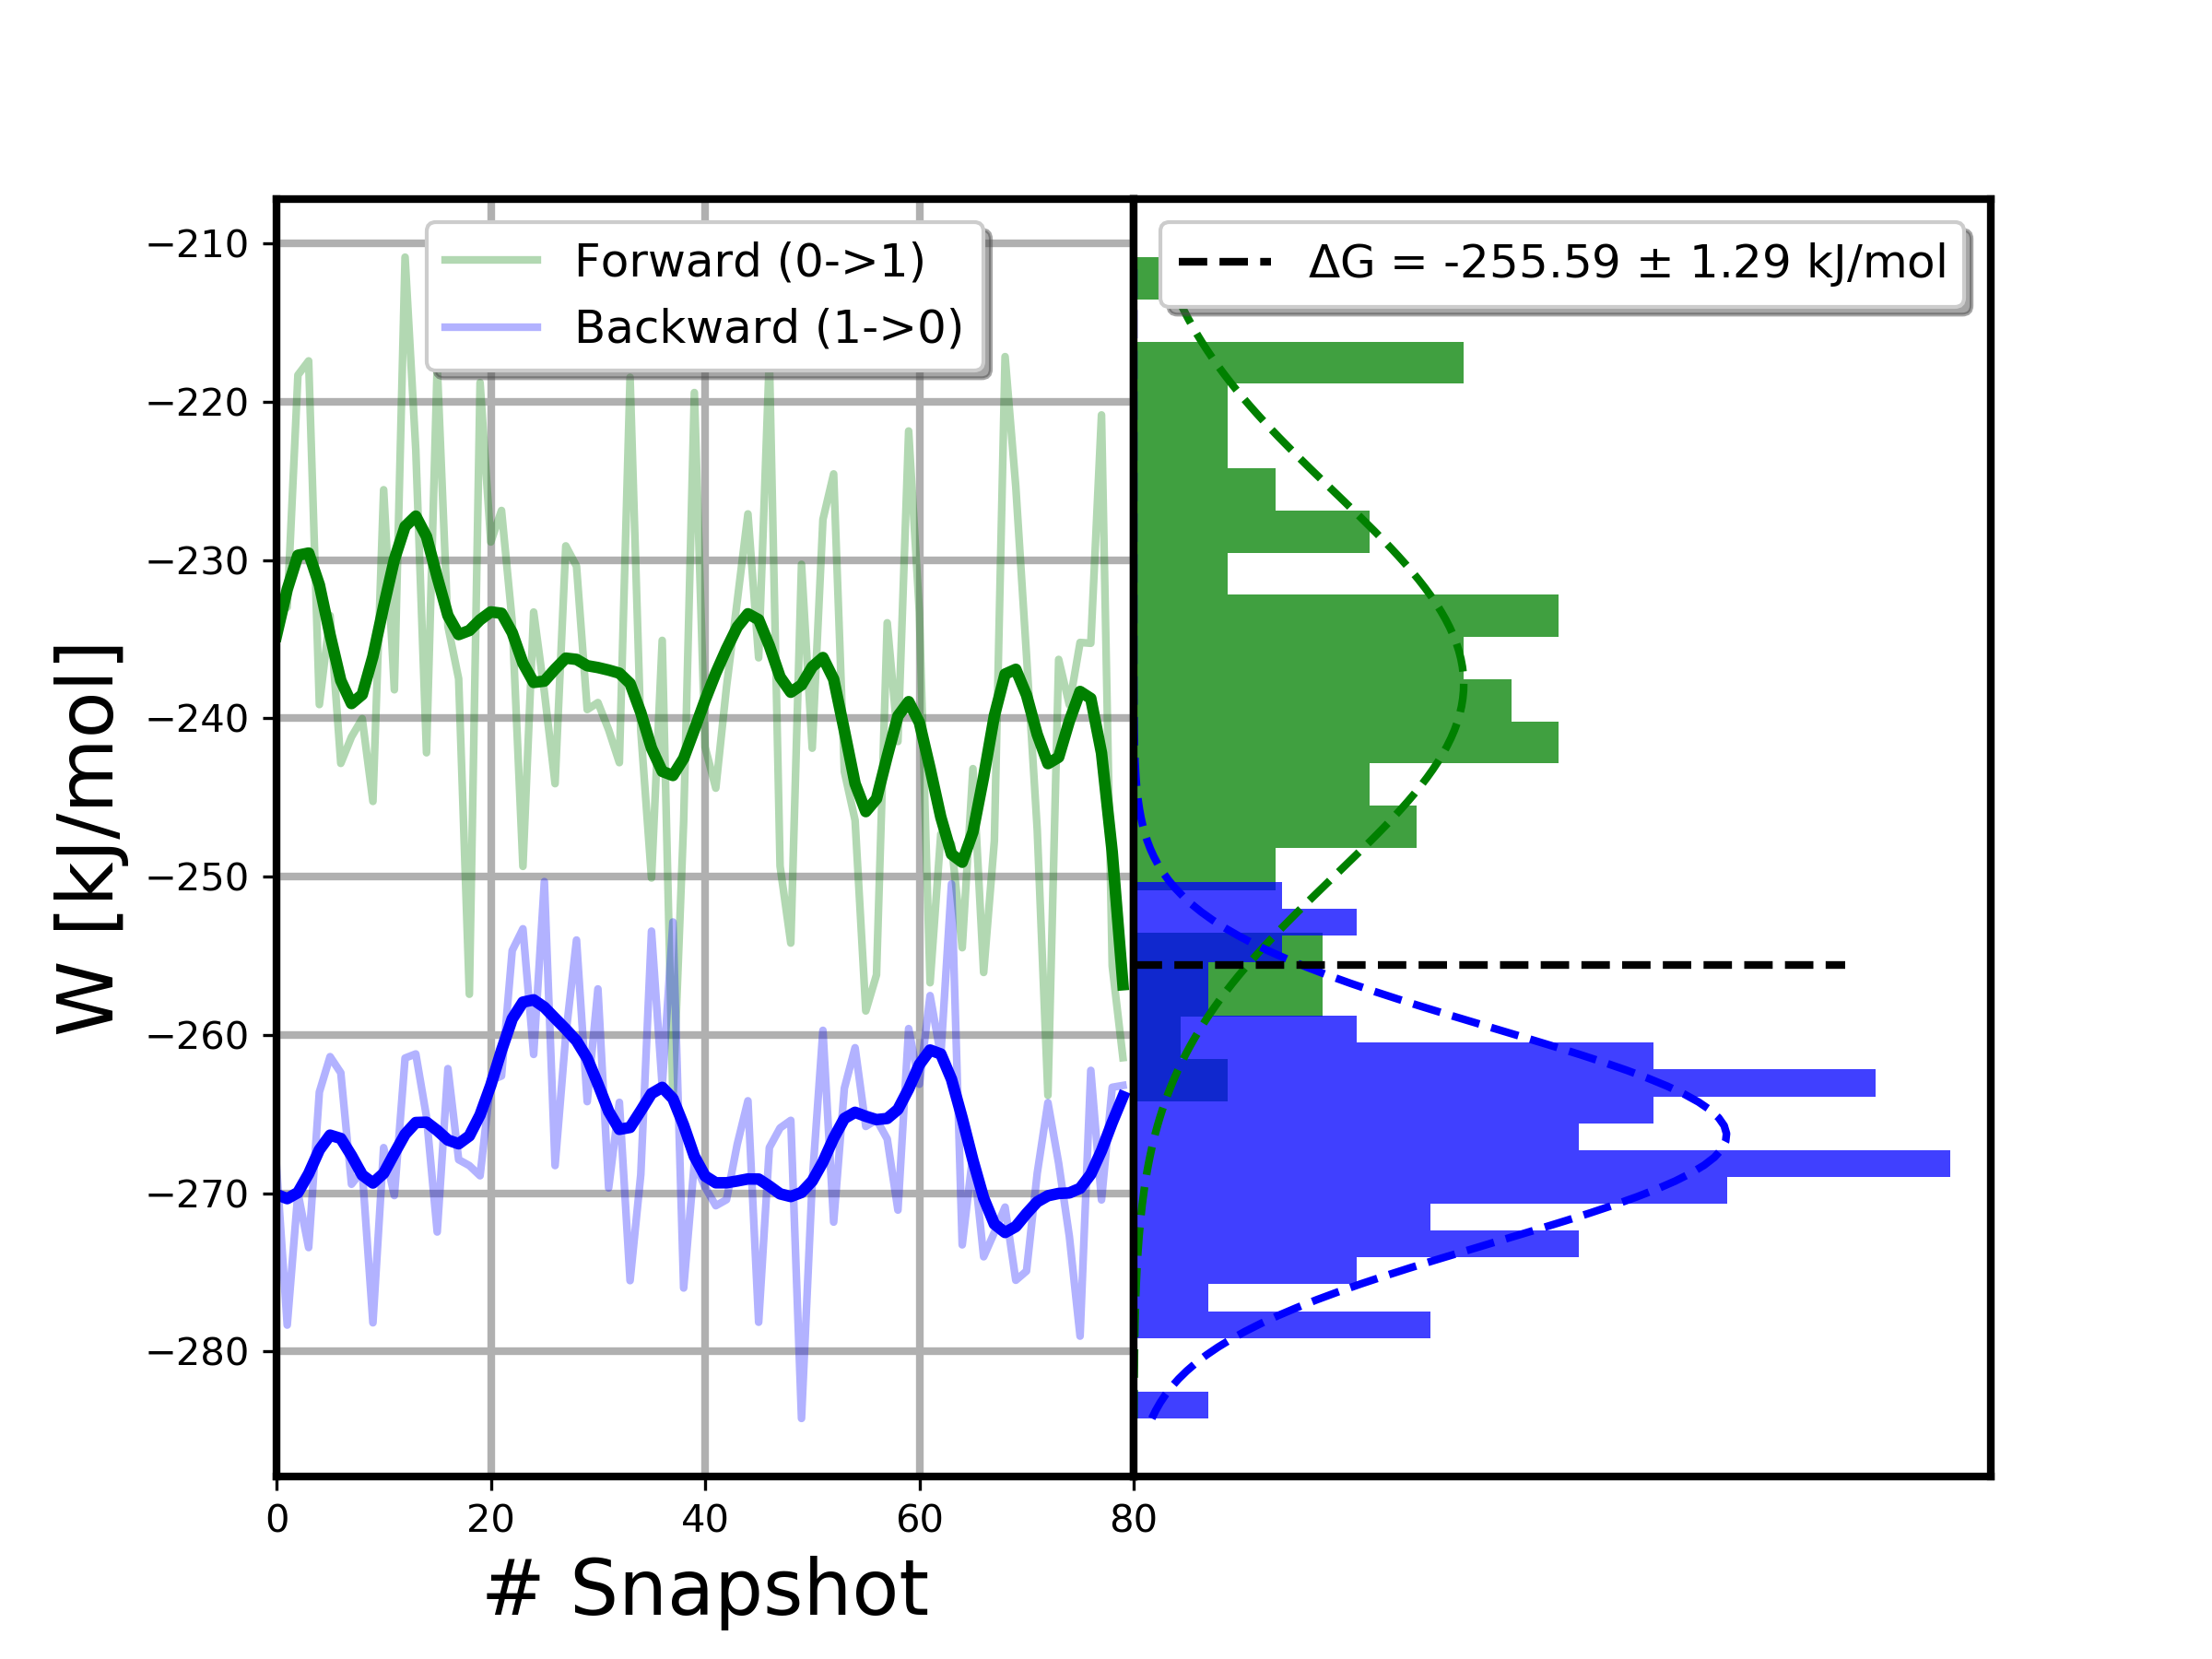 Forward (0->1)
Backward (1->0)
ΔG = -255.59 ± 1.29 kJ/mol
W [kJ/mol]
−210
−220
−230
−240
−250
−260
−270
−280
0 20 40 60 80
# Snapshot